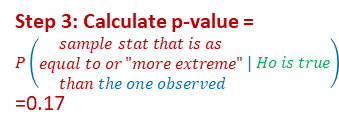 Step 3: Calculate p-value =
sample stat that is as
P ( equal to or "more extreme" | Ho is true )
than the one observed
=0.17